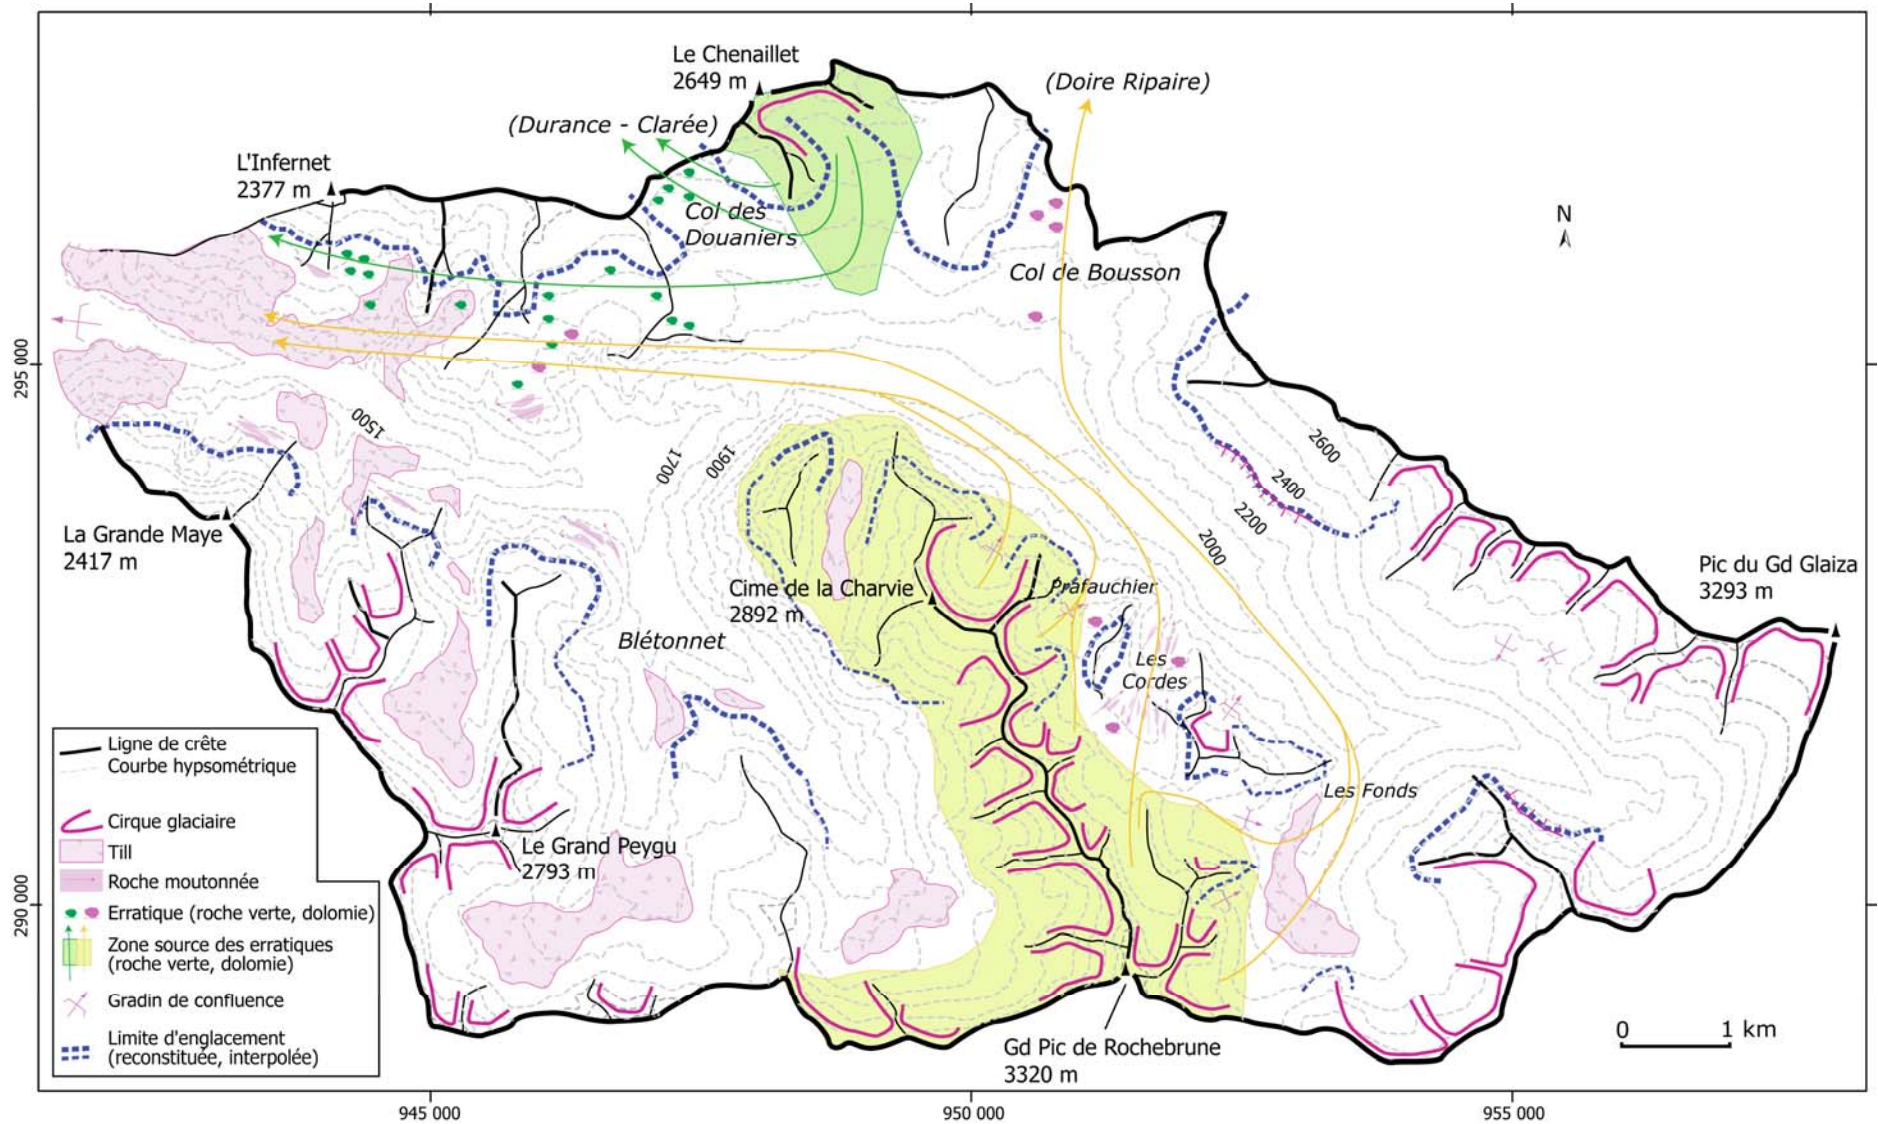 Le Chenaillet
2649 m
(Doire Ripaire)
(Durance - Clarée)
L'Infernet
2377 m
Col des
Douaniers
N
Col de Bousson
295 000
1500
1700
1900
2600
2400
2200
2000
La Grande Maye
2417 m
Pic du Gd Glaiza
3293 m
Cime de la Charvie
2892 m
Prafauchier
Blétonnet
Les
Cordes
Les Fonds
Ligne de crête
Courbe hypsométrique
Cirque glaciaire
Till
Roche moutonnée
Erratique (roche verte, dolomie)
Zone source des erratiques
(roche verte, dolomie)
Gradin de confluence
Limite d'englacement
(reconstituée, interpolée)
Le Grand Peygu
2793 m
290 000
0 1 km
Gd Pic de Rochebrune
3320 m
945 000
950 000
955 000